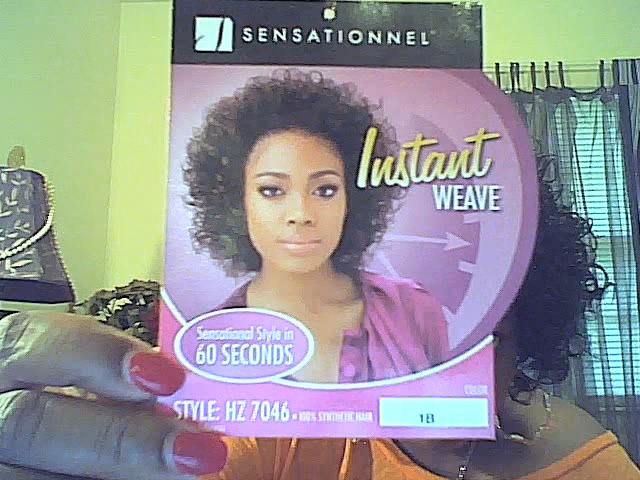 SENSATIONNEL
Instant
WEAVE
Sensational Style in
60 SECONDS
COLOR
STYLE: HZ 7046 • 100% SYNTHETIC HAIR
1B